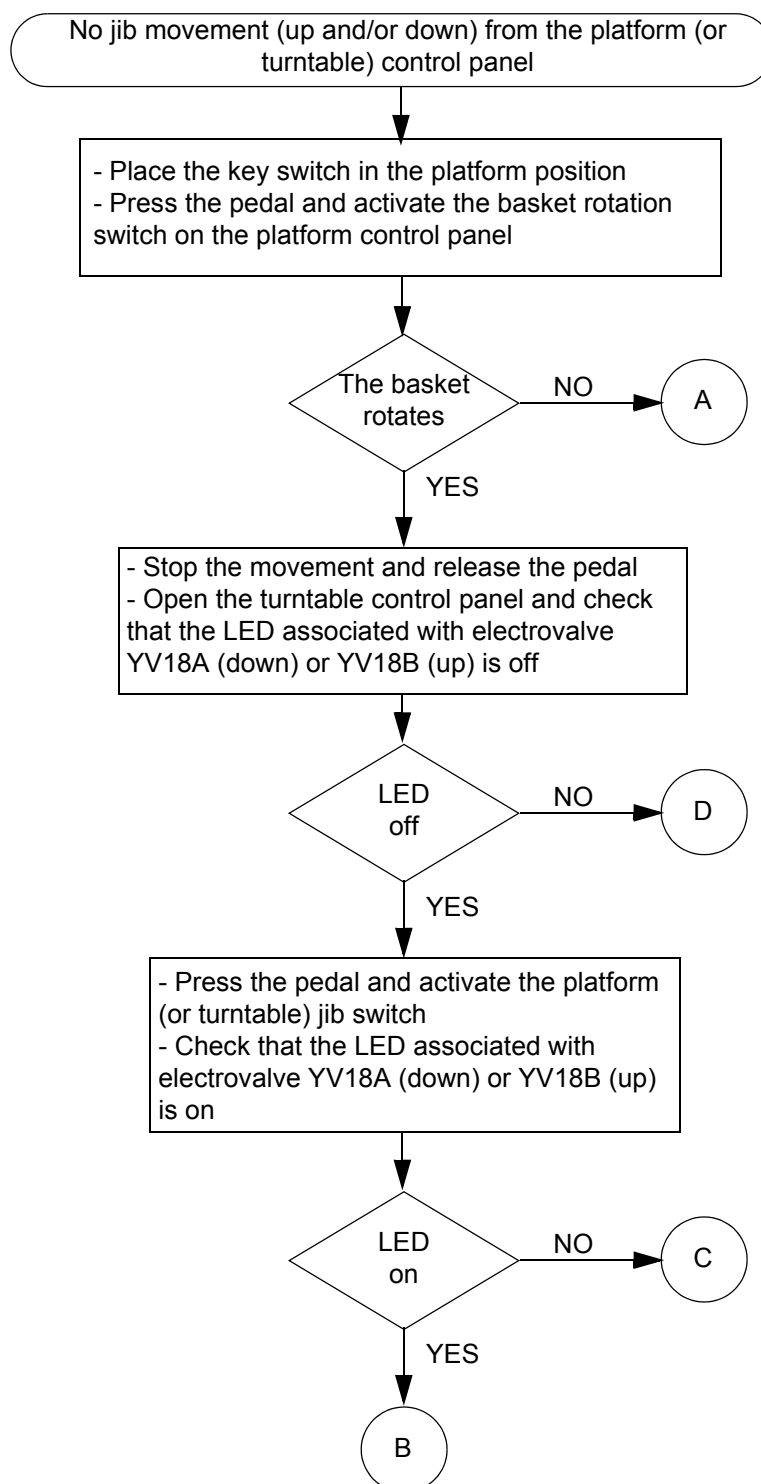 No jib movement (up and/or down) from the platform (or
turntable) control panel
- Place the key switch in the platform position
- Press the pedal and activate the basket rotation
switch on the platform control panel
The basket
rotates
NO
A
YES
- Stop the movement and release the pedal
- Open the turntable control panel and check
that the LED associated with electrovalve
YV18A (down) or YV18B (up) is off
LED
off
NO
D
YES
- Press the pedal and activate the platform
(or turntable) jib switch
- Check that the LED associated with
electrovalve YV18A (down) or YV18B (up)
is on
LED
on
NO
C
YES
B